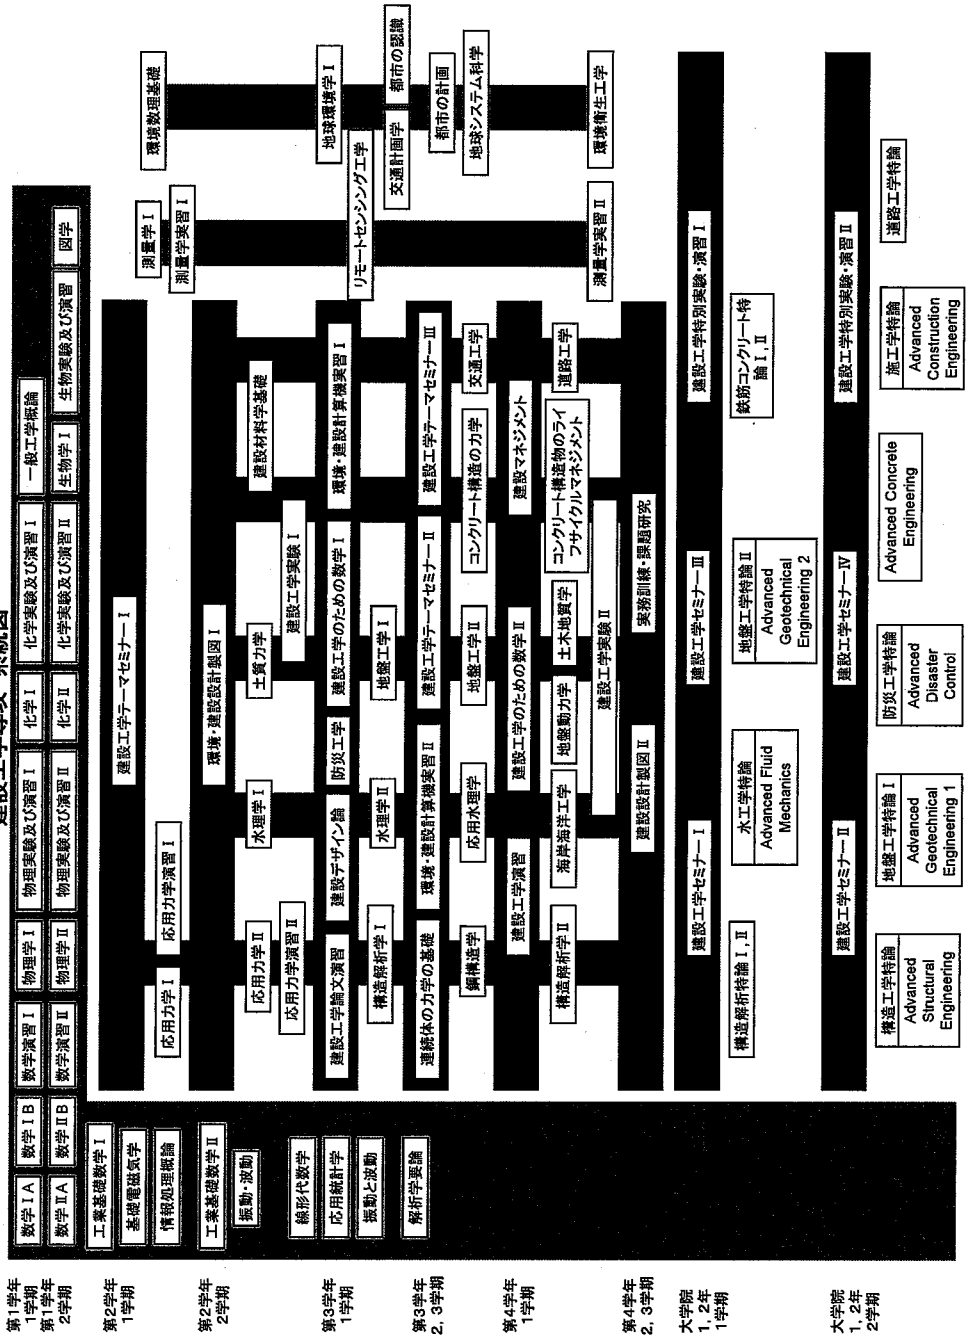 建設工学専攻 系統図
第1学年
1学期
数学ⅠA
数学ⅠB
数学演習Ⅰ
物理学Ⅰ
物理実験及び演習Ⅰ
化学Ⅰ
化学実験及び演習Ⅰ
一般工学概論
第1学年
2学期
数学ⅡA
数学ⅡB
数学演習Ⅱ
物理学Ⅱ
物理実験及び演習Ⅱ
化学Ⅱ
化学実験及び演習Ⅱ
生物学Ⅰ
生物実験及び演習
図学
第2学年
1学期
工業基礎数学Ⅰ
基礎電磁気学
情報処理概論
建設工学テーマセミナーⅠ
応用力学Ⅰ
応用力学演習Ⅰ
測量学Ⅰ
測量学実習Ⅰ
環境数理基礎
第2学年
2学期
工業基礎数学Ⅱ
振動・波動
環境・建設設計製図Ⅰ
応用力学Ⅱ
水理学Ⅰ
土質力学
建設材料学基礎
応用力学演習Ⅱ
建設工学実験Ⅰ
第3学年
1学期
線形代数学
応用統計学
振動と波動
建設工学論文演習
建設デザイン論
防災工学
建設工学のための数学Ⅰ
環境・建設計算機実習Ⅰ
地球環境学Ⅰ
構造解析学Ⅰ
水理学Ⅱ
地盤工学Ⅰ
リモートセンシング工学
交通計画学
都市の認識
第3学年
2, 3学期
解析学要論
連続体の力学の基礎
環境・建設計算機実習Ⅱ
建設工学テーマセミナーⅡ
建設工学テーマセミナーⅢ
都市の計画
鋼構造学
応用水理学
地盤工学Ⅱ
コンクリート構造の力学
交通工学
地球システム科学
第4学年
1学期
建設工学演習
建設工学のための数学Ⅱ
建設マネジメント
構造解析学Ⅱ
海岸海洋工学
地盤動力学
土木地質学
コンクリート構造物のライ
フサイクルマネジメント
道路工学
建設工学実験Ⅱ
測量学実習Ⅱ
環境衛生工学
第4学年
2, 3学期
建設設計製図Ⅱ
実務訓練・課題研究
大学院
1, 2年
1学期
建設工学セミナーⅠ
建設工学セミナーⅢ
建設工学特別実験・演習Ⅰ
構造解析特論Ⅰ, Ⅱ
水工学特論
Advanced Fluid
Mechanics
地盤工学特論Ⅱ
Advanced
Geotechnical
Engineering 2
鉄筋コンクリート特
論Ⅰ, Ⅱ
大学院
1, 2年
2学期
建設工学セミナーⅡ
建設工学セミナーⅣ
建設工学特別実験・演習Ⅱ
構造工学特論
Advanced
Structural
Engineering
地盤工学特論Ⅰ
Advanced
Geotechnical
Engineering 1
防災工学特論
Advanced
Disaster
Control
Advanced Concrete
Engineering
施工学特論
Advanced
Construction
Engineering
道路工学特論